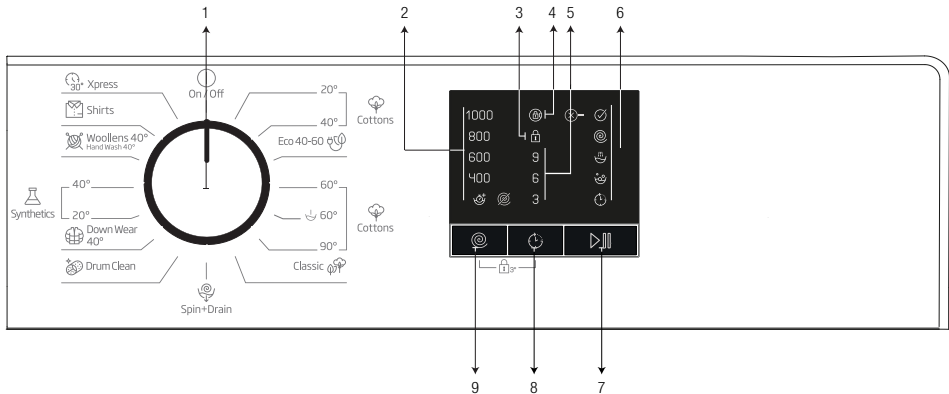 1 2 3 4 5 6
30' Xpress
On / Off
20°
Shirts
Cottons
40°
Woollens 40°
Hand Wash 40°
Eco 40-60
40°
60°
Synthetics
60°
Cottons
20°
Down Wear
40°
90°
Drum Clean
Classic
Spin+Drain
1000
800
600 9
400 6
3
3"
9 8 7